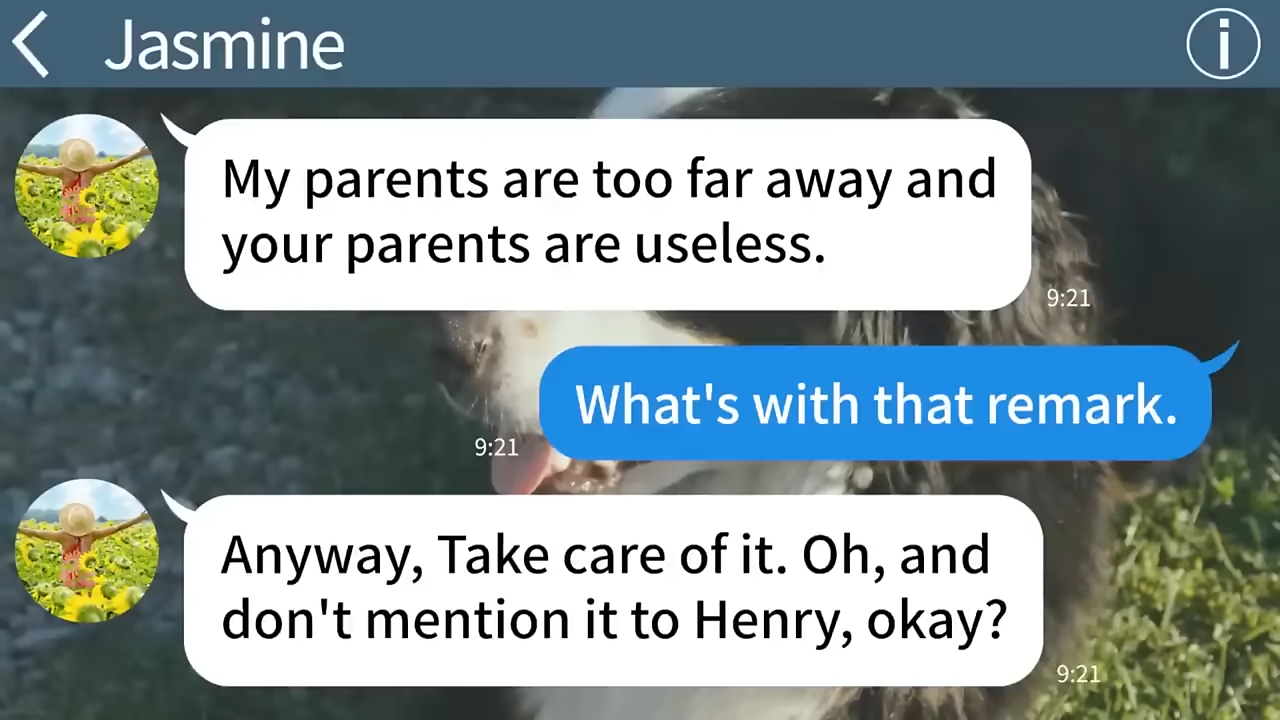 Jasmine
My parents are too far away and
your parents are useless.
9:21
What's with that remark.
9:21
Anyway, Take care of it. Oh, and
don't mention it to Henry, okay?
9:21